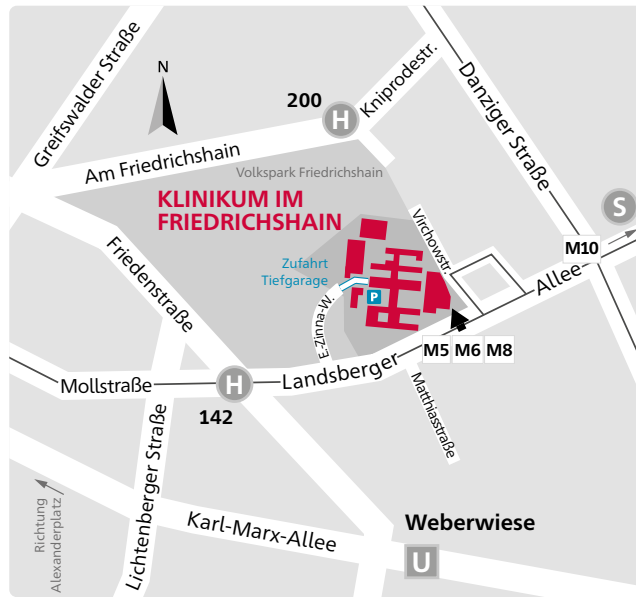 Greifswalder Straße
N
200
H
Kniprodestr.
Danziger Straße
Am Friedrichshain
Volkspark Friedrichshain
KLINIKUM IM
FRIEDRICHSHAIN
Virchowstr.
S
M10
Friedenstraße
Zufahrt
Tiefgarage
P
E.-Zinna-W.
Allee
M5 M6 M8
Landsberger
Mollstraße
H
142
Matthiasstraße
Lichtenberger Straße
Richtung
Alexanderplatz
Karl-Marx-Allee
Weberwiese
U